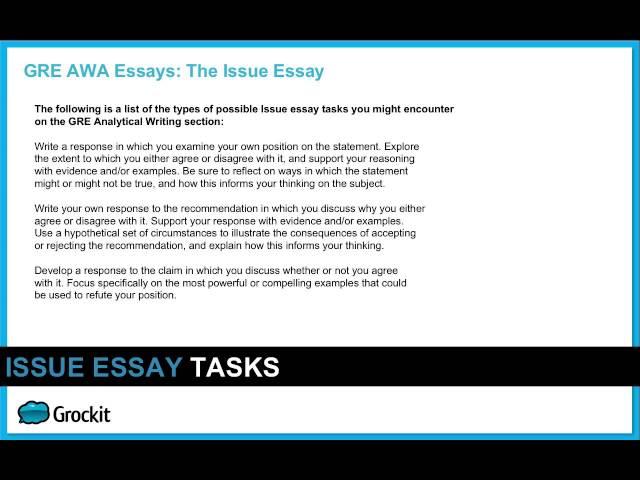 GRE AWA Essays: The Issue Essay
The following is a list of the types of possible Issue essay tasks you might encounter
on the GRE Analytical Writing section:
Write a response in which you examine your own position on the statement. Explore
the extent to which you either agree or disagree with it, and support your reasoning
with evidence and/or examples. Be sure to reflect on ways in which the statement
might or might not be true, and how this informs your thinking on the subject.
Write your own response to the recommendation in which you discuss why you either
agree or disagree with it. Support your response with evidence and/or examples.
Use a hypothetical set of circumstances to illustrate the consequences of accepting
or rejecting the recommendation, and explain how this informs your thinking.
Develop a response to the claim in which you discuss whether or not you agree
with it. Focus specifically on the most powerful or compelling examples that could
be used to refute your position.
ISSUE ESSAY TASKS
Grockit